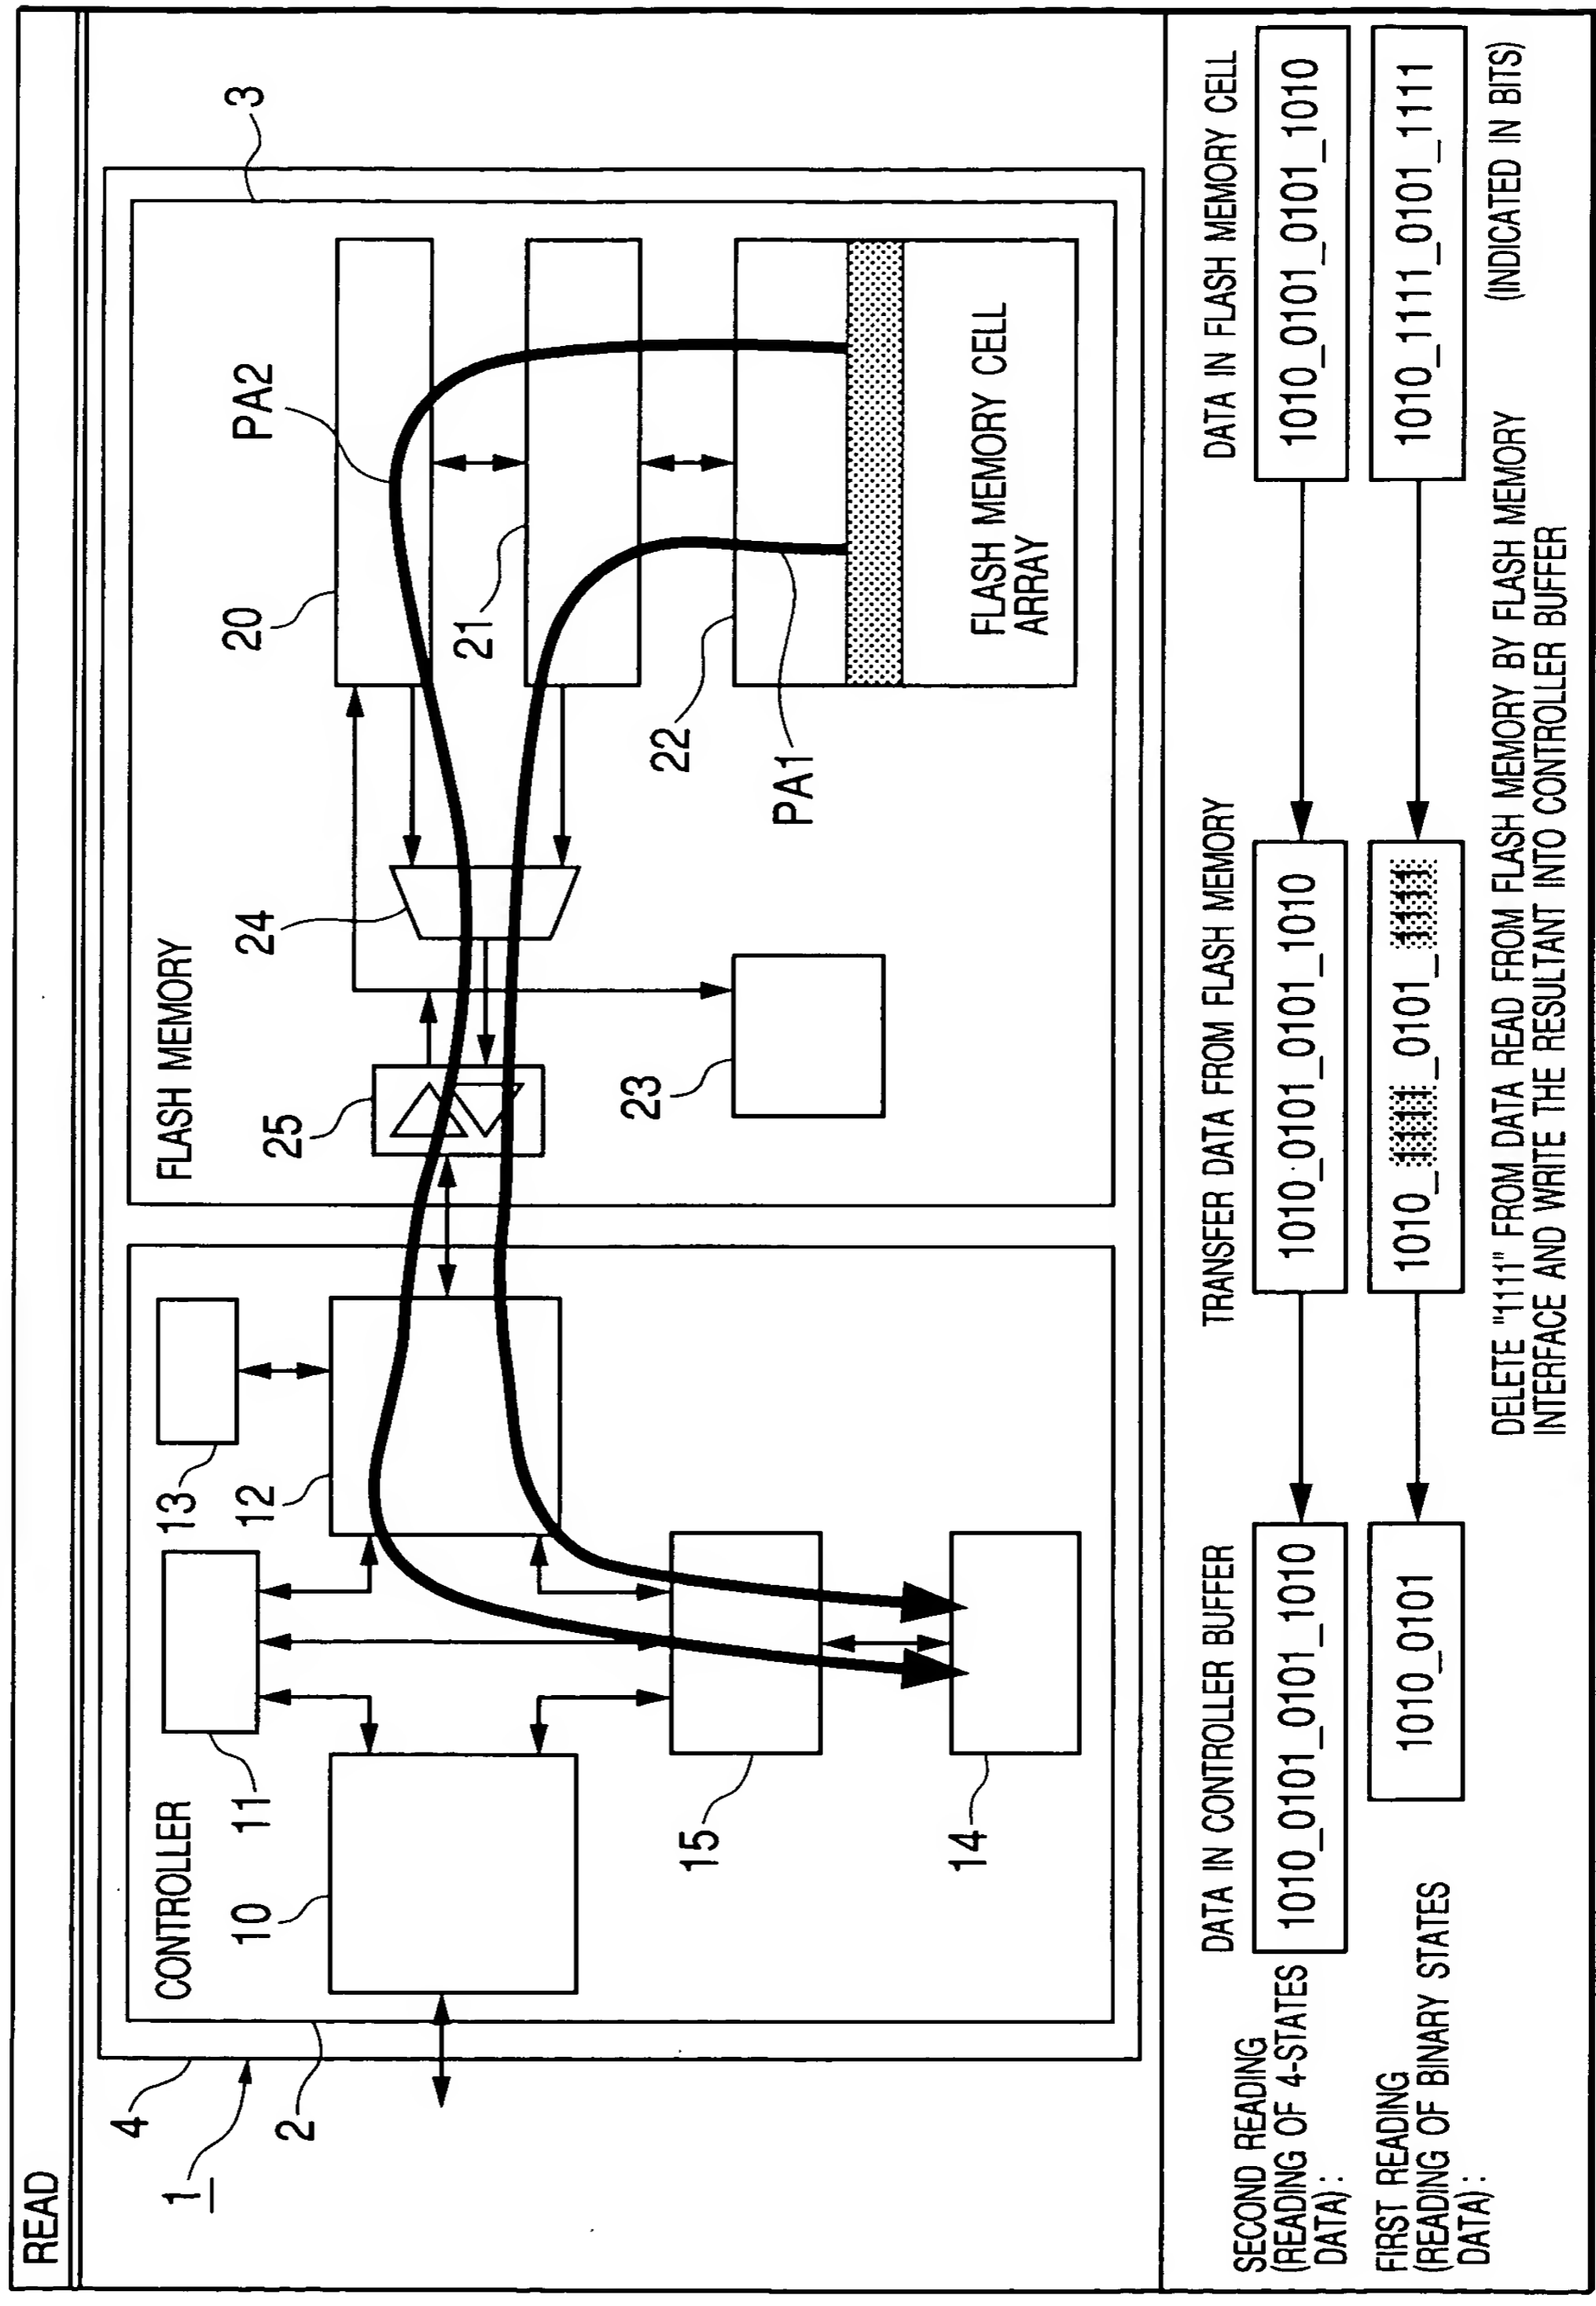 READ
1
4
2
3
CONTROLLER
FLASH MEMORY
10
11
13
12
15
14
25
24
23
20
PA2
21
22
PA1
FLASH MEMORY CELL
ARRAY
DATA IN CONTROLLER BUFFER
TRANSFER DATA FROM FLASH MEMORY
DATA IN FLASH MEMORY CELL
SECOND READING
(READING OF 4-STATES
DATA):
1010_0101_0101_1010
1010_0101_0101_1010
1010_0101_0101_1010
FIRST READING
(READING OF BINARY STATES
DATA):
1010_0101
1010_1111_0101_1111
1010_1111_0101_1111
DELETE "1111" FROM DATA READ FROM FLASH MEMORY BY FLASH MEMORY
INTERFACE AND WRITE THE RESULTANT INTO CONTROLLER BUFFER
(INDICATED IN BITS)